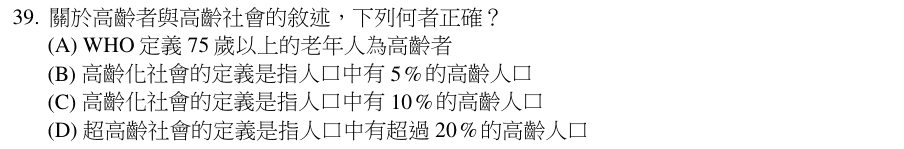 39. 關於高齡者與高齡社會的敘述，下列何者正確？
(A) WHO 定義 75 歲以上的老年人為高齡者
(B) 高齡化社會的定義是指人口中有 5%的高齡人口
(C) 高齡化社會的定義是指人口中有 10%的高齡人口
(D) 超高齡社會的定義是指人口中有超過 20%的高齡人口